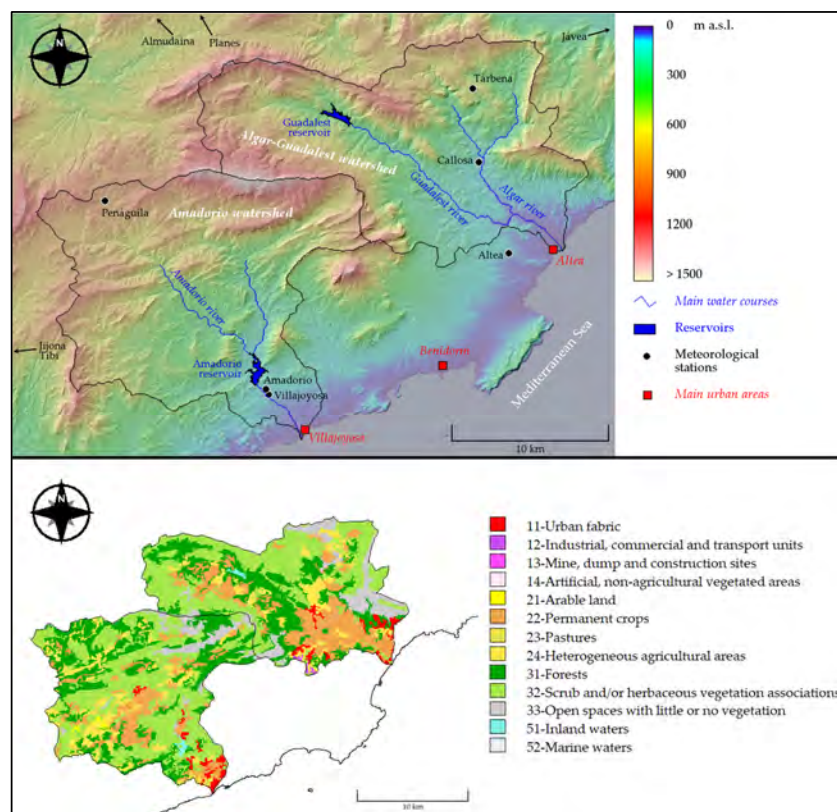 N
Almudaina
Planes
Javea
Tàrbena
Guadalest
reservoir
Algar-Guadalest watershed
Callosa
Guadalest river
Algar river
Penàguila
Amadorio watershed
Altea
Altea
Amadorio river
Jijona
Tibi
Amadorio
reservoir
Amadorio
Villajoyosa
Benidorm
Mediterranean Sea
Villajoyosa
10 km
0 m a.s.l.
300
600
900
1200
> 1500
Main water courses
Reservoirs
Meteorological
stations
Main urban areas
N
11-Urban fabric
12-Industrial, commercial and transport units
13-Mine, dump and construction sites
14-Artificial, non-agricultural vegetated areas
21-Arable land
22-Permanent crops
23-Pastures
24-Heterogeneous agricultural areas
31-Forests
32-Scrub and/or herbaceous vegetation associations
33-Open spaces with little or no vegetation
51-Inland waters
52-Marine waters
10 km